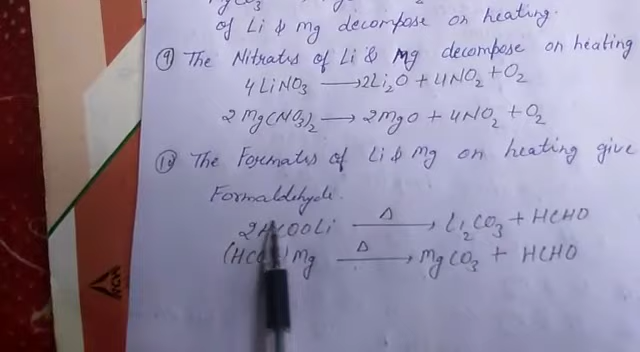 of Li & Mg decompose on heating.
⑨ The Nitrates of Li & Mg decompose on heating
4LiNO₃ ⟶ 2Li₂O + 4NO₂ + O₂
2Mg(NO₃)₂ ⟶ 2MgO + 4NO₂ + O₂
⑩ The Formates of Li & Mg on heating give
Formaldehyde.
2HCOOLi —Δ→ Li₂CO₃ + HCHO
Mg —Δ→ MgCO₃ + HCHO